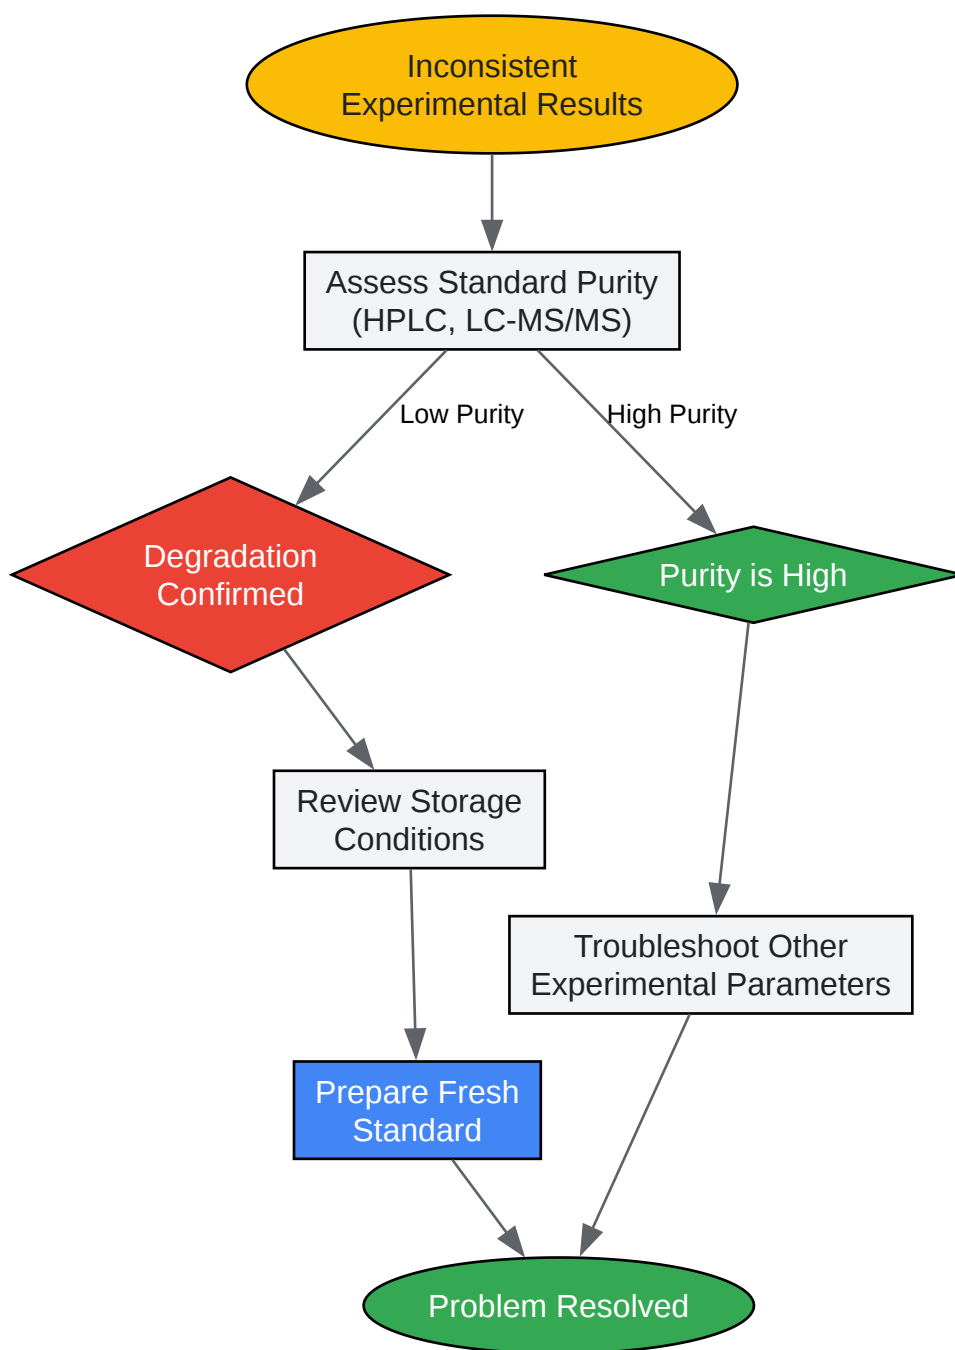 Inconsistent
Experimental Results
Assess Standard Purity
(HPLC, LC-MS/MS)
Low Purity
High Purity
Degradation
Confirmed
Purity is High
Review Storage
Conditions
Troubleshoot Other
Experimental Parameters
Prepare Fresh
Standard
Problem Resolved